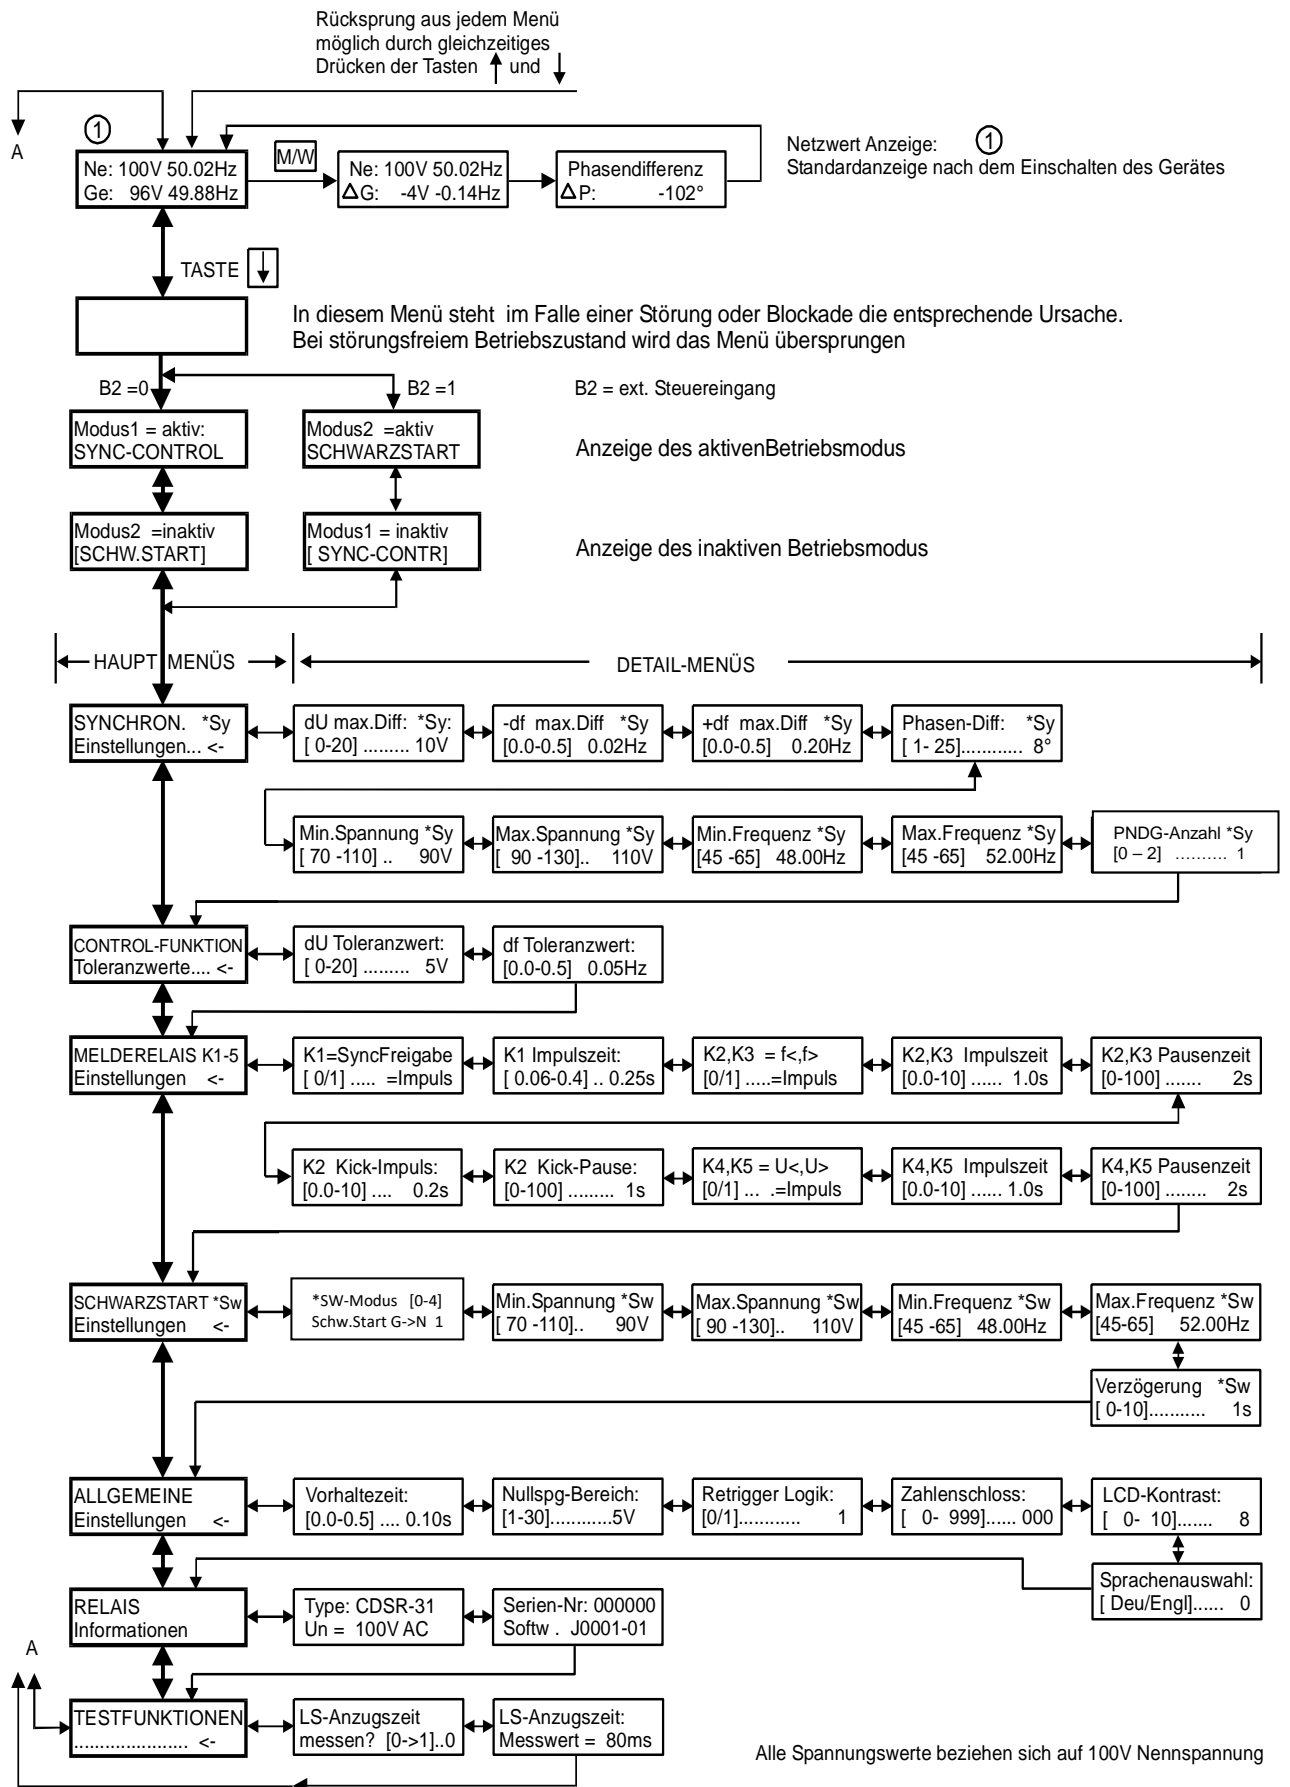 Rücksprung aus jedem Menü
möglich durch gleichzeitiges
Drücken der Tasten ↑ und ↓
A
1
Ne: 100V 50.02Hz
Ge: 96V 49.88Hz
M/W
Ne: 100V 50.02Hz
△G: -4V -0.14Hz
Phasendifferenz
△P: -102°
Netzwert Anzeige: 1
Standardanzeige nach dem Einschalten des Gerätes
TASTE ↓
In diesem Menü steht im Falle einer Störung oder Blockade die entsprechende Ursache.
Bei störungsfreiem Betriebszustand wird das Menü übersprungen
B2 =0
B2 =1
B2 = ext. Steuereingang
Modus1 = aktiv:
SYNC-CONTROL
Modus2 =aktiv
SCHWARZSTART
Anzeige des aktivenBetriebsmodus
Modus2 =inaktiv
[SCHW.START]
Modus1 = inaktiv
[ SYNC-CONTR]
Anzeige des inaktiven Betriebsmodus
HAUPT MENÜS
DETAIL-MENÜS
SYNCHRON. *Sy
Einstellungen... <-
dU max.Diff: *Sy:
[ 0-20] ......... 10V
-df max.Diff *Sy
[0.0-0.5] 0.02Hz
+df max.Diff *Sy
[0.0-0.5] 0.20Hz
Phasen-Diff: *Sy
[ 1- 25]............ 8°
Min.Spannung *Sy
[ 70 -110] .. 90V
Max.Spannung *Sy
[ 90 -130].. 110V
Min.Frequenz *Sy
[45 -65] 48.00Hz
Max.Frequenz *Sy
[45 -65] 52.00Hz
PNDG-Anzahl *Sy
[0 – 2] .......... 1
CONTROL-FUNKTION
Toleranzwerte.... <-
dU Toleranzwert:
[ 0-20] ......... 5V
df Toleranzwert:
[0.0-0.5] 0.05Hz
MELDERELAIS K1-5
Einstellungen <-
K1=SyncFreigabe
[ 0/1] ..... =Impuls
K1 Impulszeit:
[ 0.06-0.4] .. 0.25s
K2,K3 = f<,f>
[0/1] .....=Impuls
K2,K3 Impulszeit
[0.0-10] ...... 1.0s
K2,K3 Pausenzeit
[0-100] ....... 2s
K2 Kick-Impuls:
[0.0-10] .... 0.2s
K2 Kick-Pause:
[0-100] ......... 1s
K4,K5 = U<,U>
[0/1] ... .=Impuls
K4,K5 Impulszeit
[0.0-10] ...... 1.0s
K4,K5 Pausenzeit
[0-100] ........ 2s
SCHWARZSTART *Sw
Einstellungen <-
*SW-Modus [0-4]
Schw.Start G->N 1
Min.Spannung *Sw
[ 70 -110].. 90V
Max.Spannung *Sw
[ 90 -130].. 110V
Min.Frequenz *Sw
[45 -65] 48.00Hz
Max.Frequenz *Sw
[45-65] 52.00Hz
Verzögerung *Sw
[ 0-10]........... 1s
ALLGEMEINE
Einstellungen <-
Vorhaltezeit:
[0.0-0.5] .... 0.10s
Nullspg-Bereich:
[1-30]............5V
Retrigger Logik:
[0/1]............ 1
Zahlenschloss:
[ 0- 999]...... 000
LCD-Kontrast:
[ 0- 10]....... 8
Sprachenauswahl:
[ Deu/Engl]...... 0
RELAIS
Informationen
Type: CDSR-31
Un = 100V AC
Serien-Nr: 000000
Softw . J0001-01
A
TESTFUNKTIONEN
...................... <-
LS-Anzugszeit
messen? [0->1]..0
LS-Anzugszeit:
Messwert = 80ms
Alle Spannungswerte beziehen sich auf 100V Nennspannung